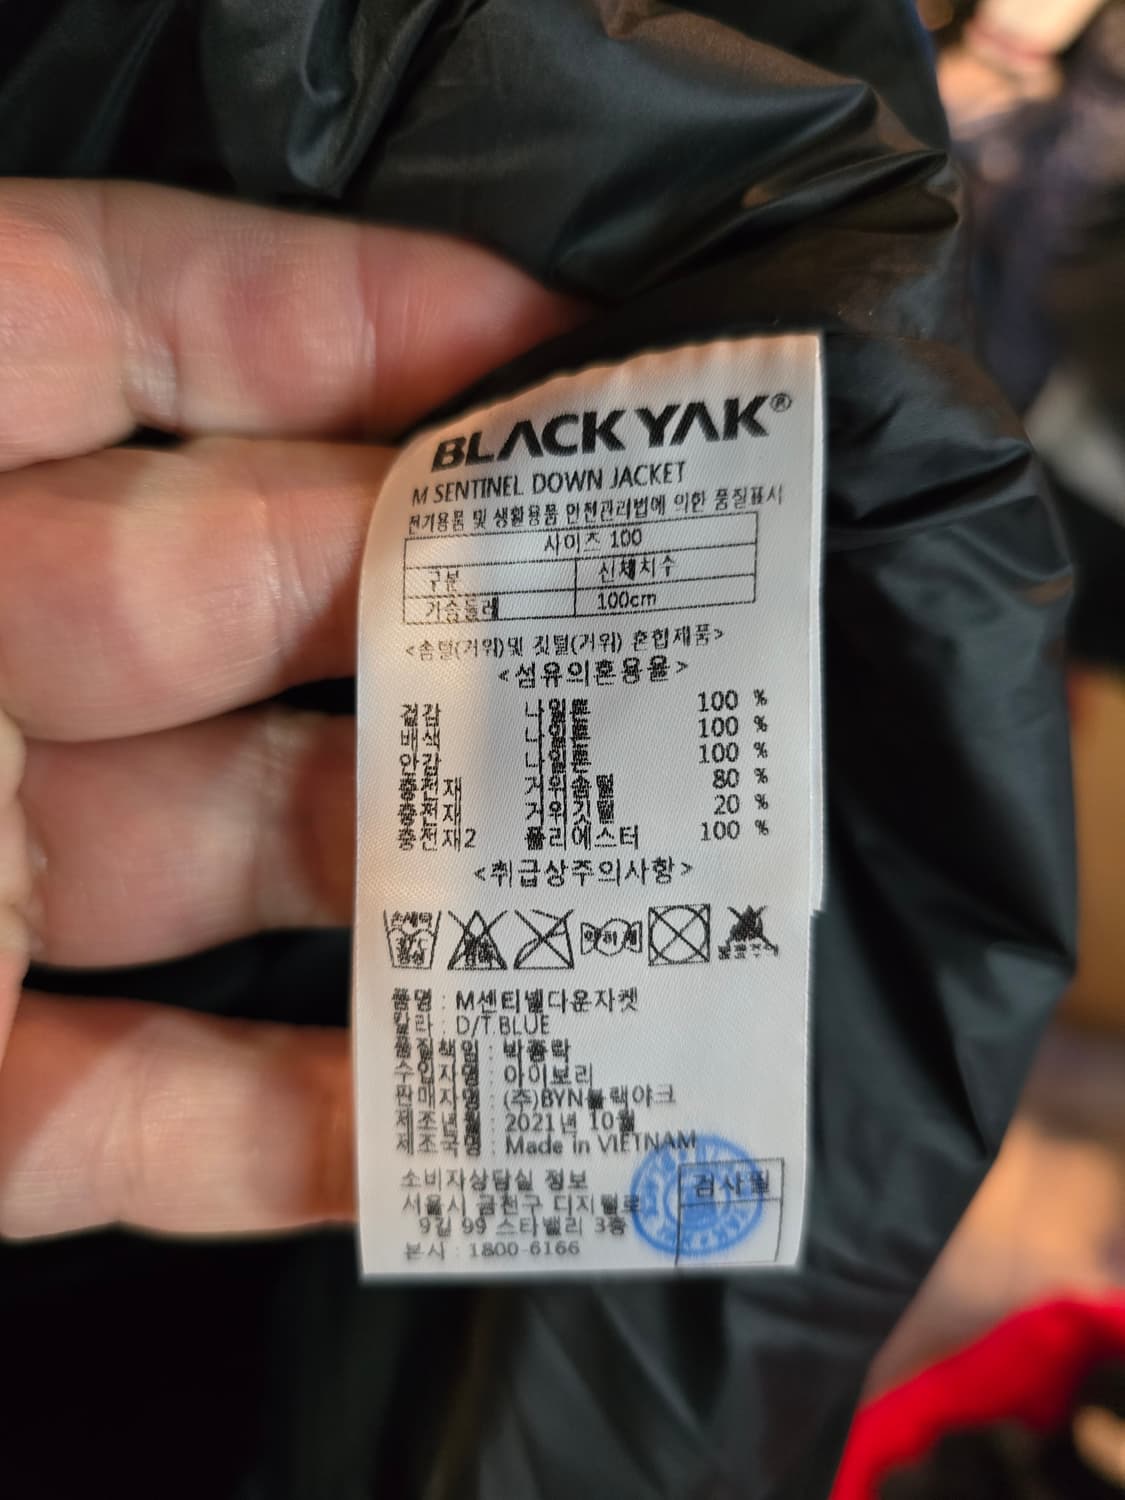 BLACKYAK®
M SENTINEL DOWN JACKET
전기용품 및 생활용품 안전관리법에 의한 품질표시
사이즈 100
구분 신체치수
가슴둘레 100cm
<솜털(거위)및 깃털(거위) 혼합제품>
<섬유의혼용율>
겉감 나일론 100 %
배색 나일론 100 %
안감 나일론 100 %
충전재 거위솜털 80 %
충전재 거위깃털 20 %
충전재2 폴리에스터 100 %
<취급상주의사항>
손세탁
약하게
품명 : M센티넬다운자켓
칼라 : D/T.BLUE
품질책임 : 박종락
수입자명 : 아이보리
판매자명 : (주)BYN블랙야크
제조년월 : 2021년 10월
제조국명 : Made in VIETNAM
소비자상담실 정보
서울시 금천구 디지털로
9길 99 스타밸리 3층
본사 : 1800-6166
검사필